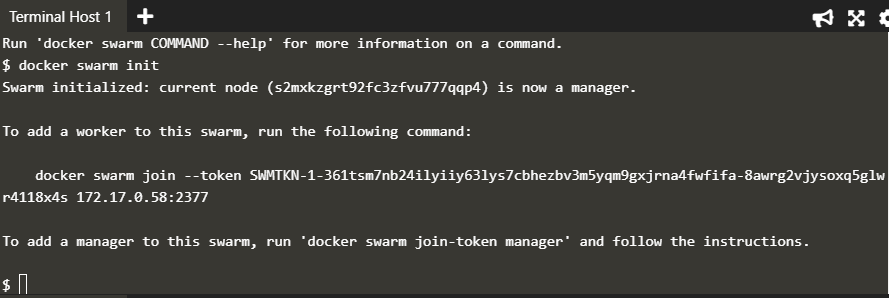 Terminal Host 1 +
Run 'docker swarm COMMAND --help' for more information on a command.
$ docker swarm init
Swarm initialized: current node (s2mxkzgrt92fc3zfvu777qqp4) is now a manager.
To add a worker to this swarm, run the following command:
docker swarm join --token SWMTKN-1-361tsm7nb24ilyiiy63lys7cbhezbv3m5yqm9gxjrna4fwfifa-8awrg2vjysoxq5glw
r4118x4s 172.17.0.58:2377
To add a manager to this swarm, run 'docker swarm join-token manager' and follow the instructions.
$